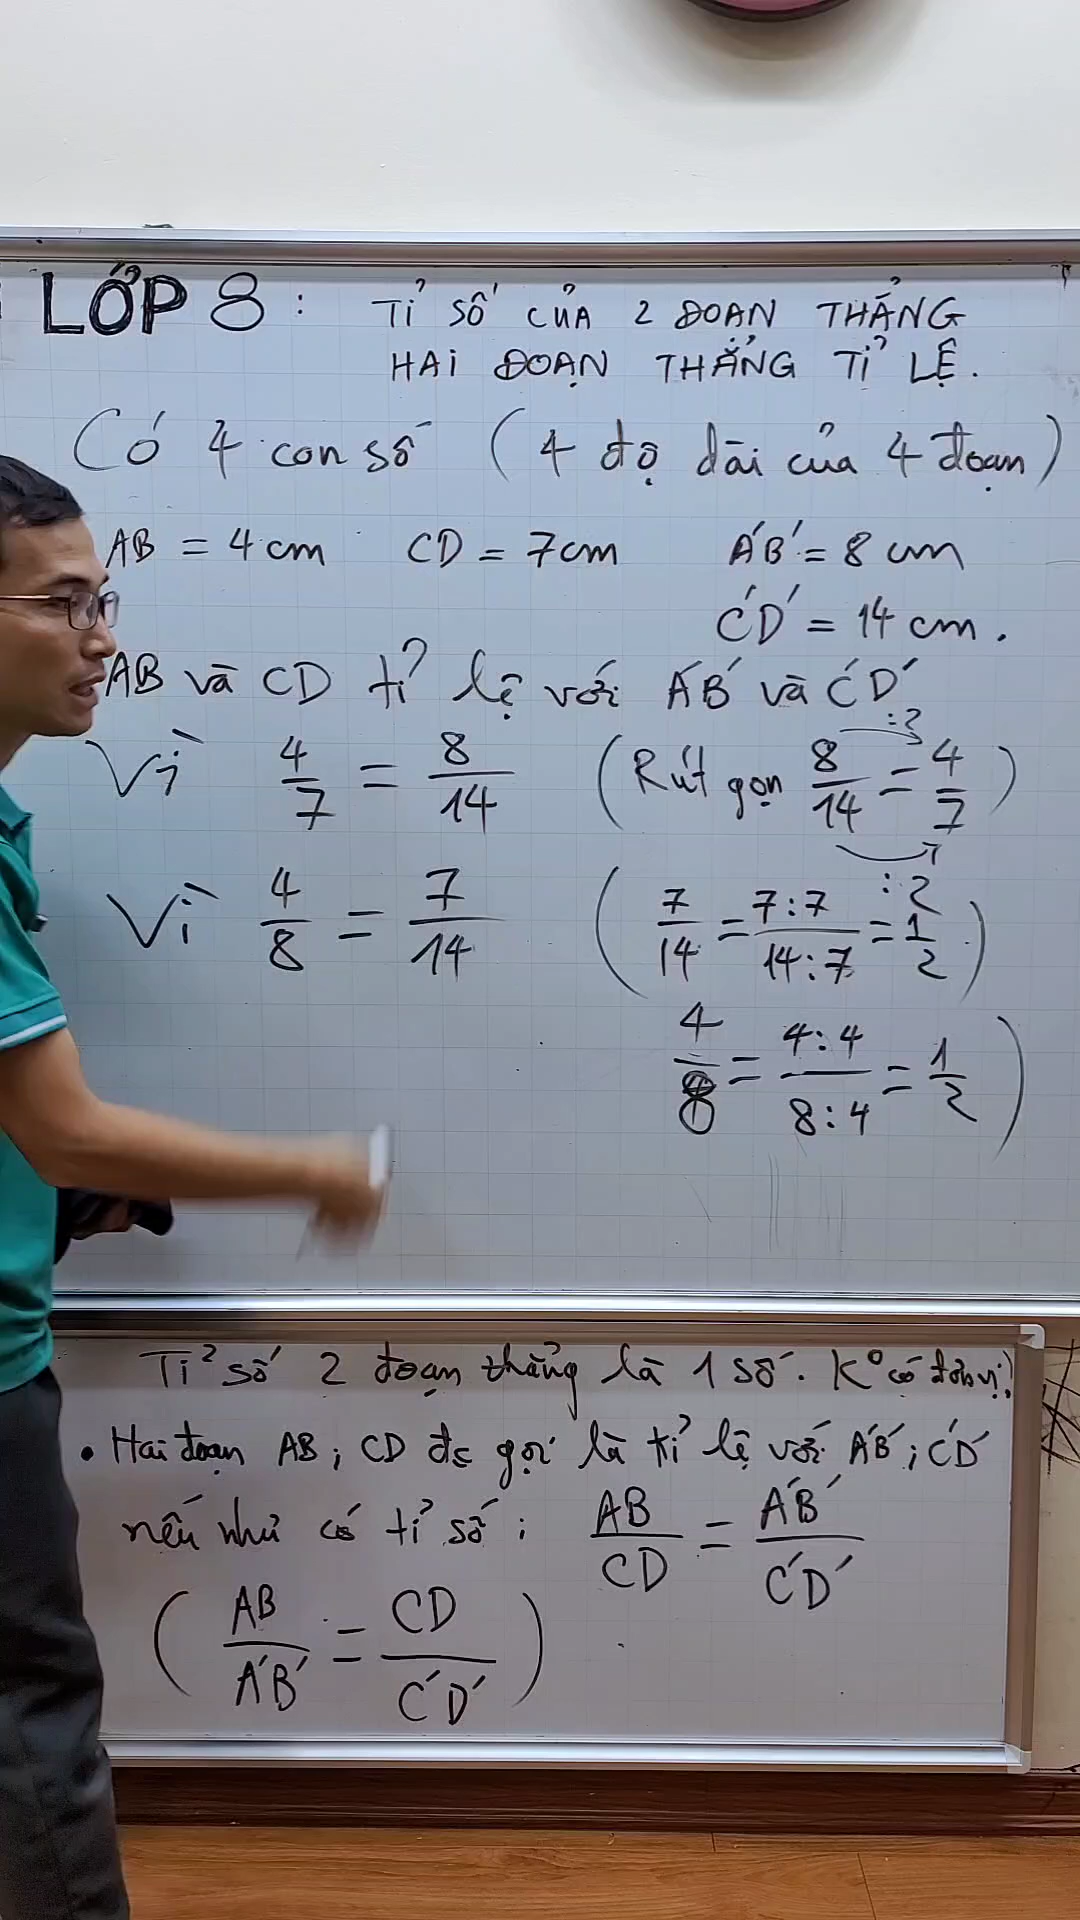 LỚP 8 : TỈ SỐ CỦA 2 ĐOẠN THẲNG
HAI ĐOẠN THẲNG TỈ LỆ.
Có 4 con số ( 4 độ dài của 4 đoạn )
AB = 4 cm CD = 7 cm A'B' = 8 cm
C'D' = 14 cm .
AB và CD tỉ lệ với A'B' và C'D'
Vì 4/7 = 8/14 ( Rút gọn 8/14 = 4/7 ) :2 :2
Vì 4/8 = 7/14 ( 7/14 = 7:7/14:7 = 1/2 )
4/8 = 4:4/8:4 = 1/2 )
Tỉ số 2 đoạn thẳng là 1 số . K° có đơn vị !
• Hai đoạn AB ; CD đc gọi là tỉ lệ với A'B' ; C'D'
nếu như có tỉ số : AB/CD = A'B'/C'D'
( AB/A'B' = CD/C'D' )